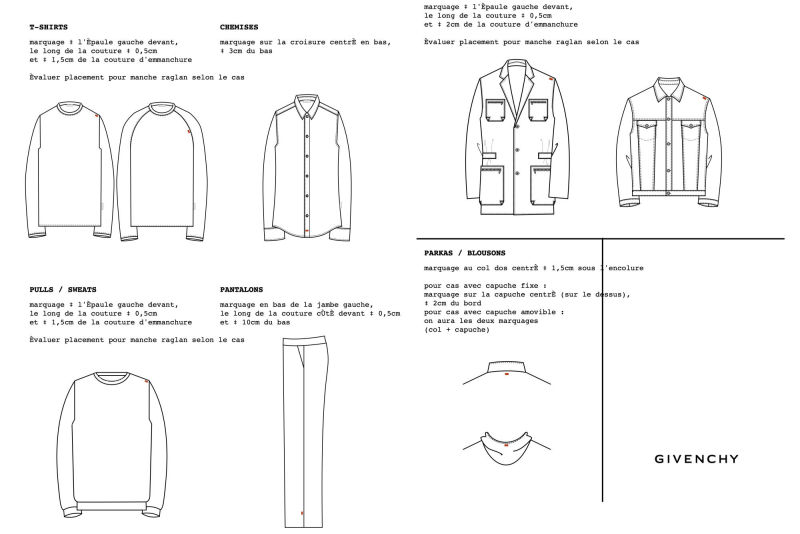 T-SHIRTS
marquage ‡ l'Èpaule gauche devant,
le long de la couture ‡ 0,5cm
et ‡ 1,5cm de la couture d'emmanchure
Èvaluer placement pour manche raglan selon le cas
CHEMISES
marquage sur la croisure centrÈ en bas,
‡ 3cm du bas
marquage ‡ l'Èpaule gauche devant,
le long de la couture ‡ 0,5cm
et ‡ 2cm de la couture d'emmanchure
Èvaluer placement pour manche raglan selon le cas
PULLS / SWEATS
marquage ‡ l'Èpaule gauche devant,
le long de la couture ‡ 0,5cm
et ‡ 1,5cm de la couture d'emmanchure
Èvaluer placement pour manche raglan selon le cas
PANTALONS
marquage en bas de la jambe gauche,
le long de la couture cÛtÈ devant ‡ 0,5cm
et ‡ 10cm du bas
PARKAS / BLOUSONS
marquage au col dos centrÈ ‡ 1,5cm sous l'encolure
pour cas avec capuche fixe :
marquage sur la capuche centrÈ (sur le dessus),
‡ 2cm du bord
pour cas avec capuche amovible :
on aura les deux marquages
(col + capuche)
GIVENCHY